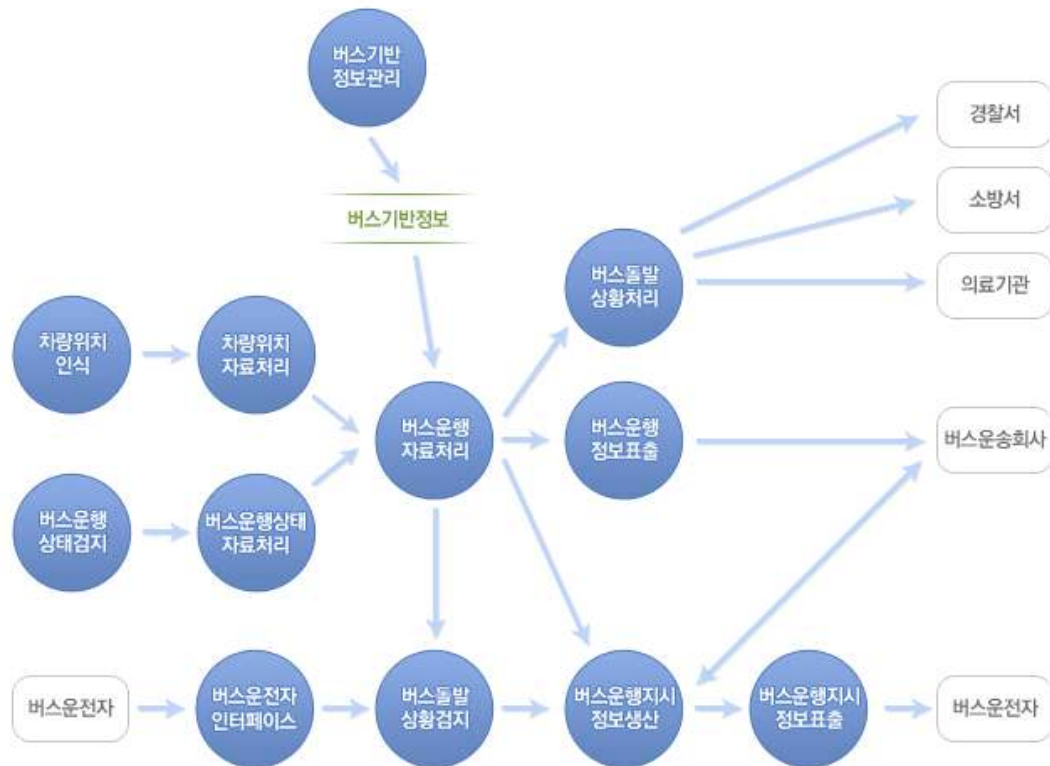 버스기반
정보관리
경찰서
버스기반정보
소방서
버스돌발
상황처리
의료기관
차량위치
인식
차량위치
자료처리
버스운행
자료처리
버스운행
정보표출
버스운송회사
버스운행
상태검지
버스운행상태
자료처리
버스운전자
버스운전자
인터페이스
버스돌발
상황검지
버스운행지시
정보생산
버스운행지시
정보표출
버스운전자